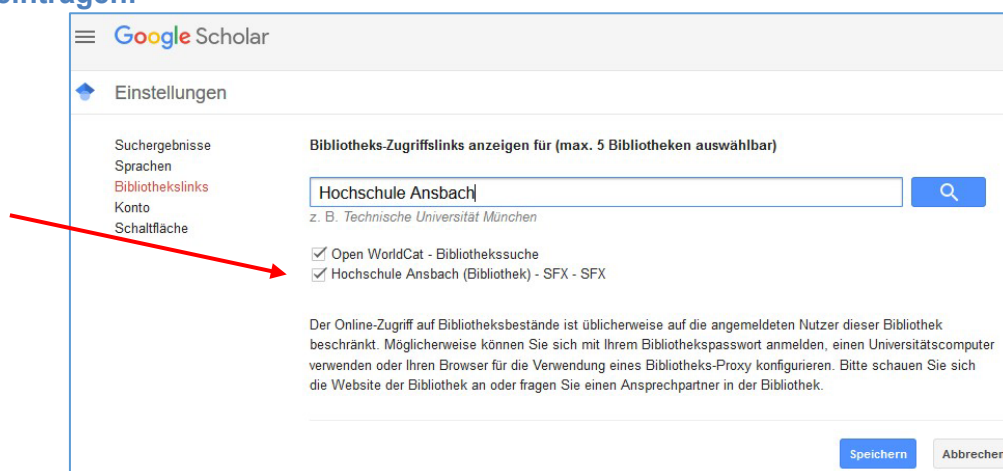 eintragen.
Google Scholar
Einstellungen
Suchergebnisse
Sprachen
Bibliothekslinks
Konto
Schaltfläche
Bibliotheks-Zugriffslinks anzeigen für (max. 5 Bibliotheken auswählbar)
Hochschule Ansbach
z. B. Technische Universität München
Open WorldCat - Bibliothekssuche
Hochschule Ansbach (Bibliothek) - SFX - SFX
Der Online-Zugriff auf Bibliotheksbestände ist üblicherweise auf die angemeldeten Nutzer dieser Bibliothek
beschränkt. Möglicherweise können Sie sich mit Ihrem Bibliothekspasswort anmelden, einen Universitätscomputer
verwenden oder Ihren Browser für die Verwendung eines Bibliotheks-Proxy konfigurieren. Bitte schauen Sie sich
die Website der Bibliothek an oder fragen Sie einen Ansprechpartner in der Bibliothek.
Speichern Abbrechen